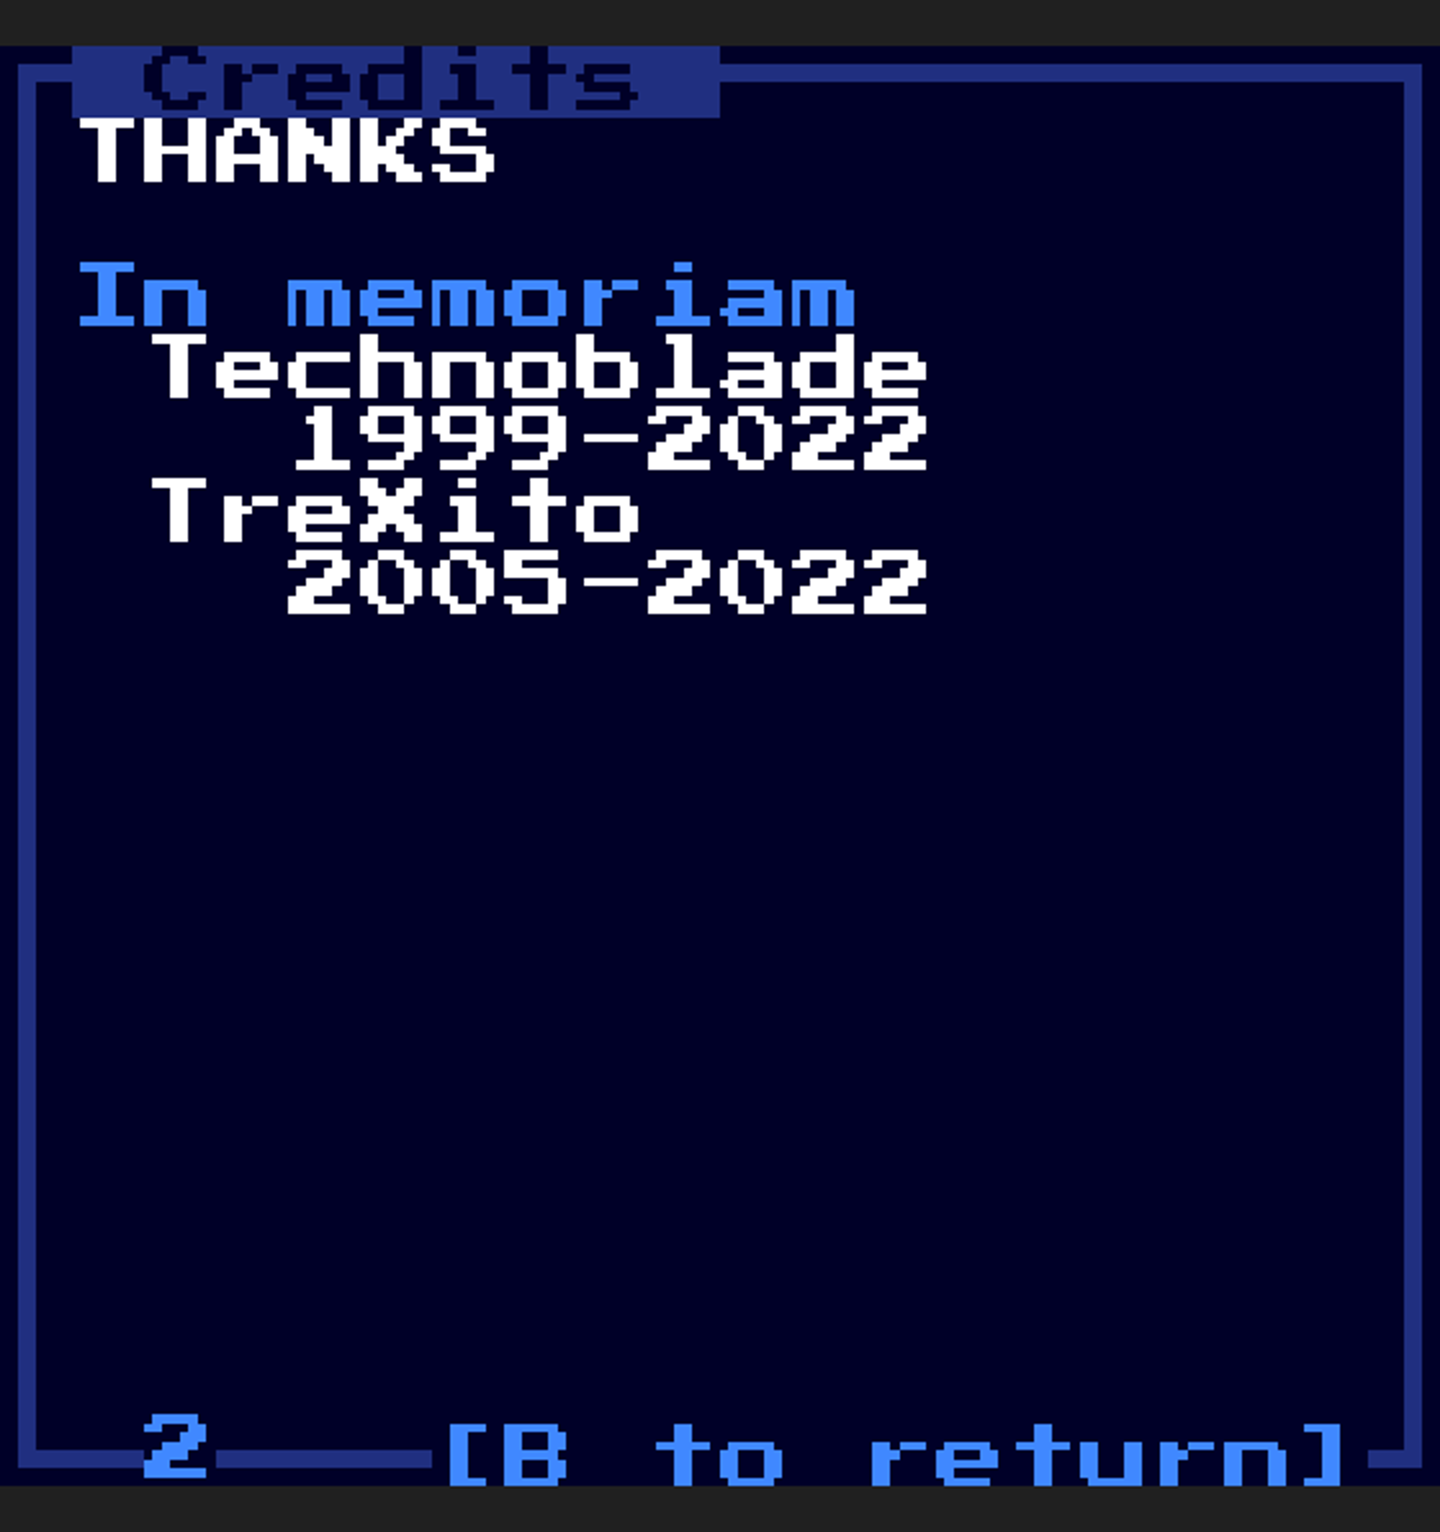 Credits
THANKS
In memoriam
Technoblade
1999-2022
TreXito
2005-2022
2 [B to return]